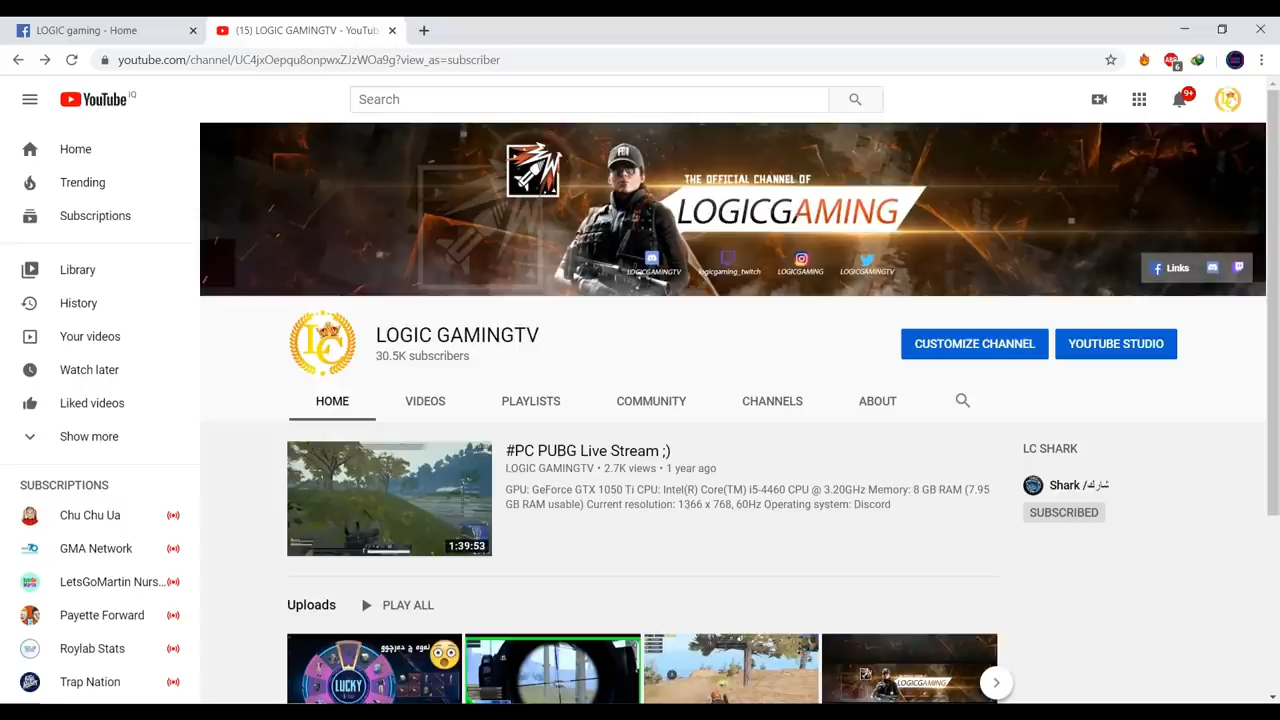 LOGIC gaming - Home
(15) LOGIC GAMINGTV - YouTub
youtube.com/channel/UC4jxOepqu8onpwxZJzWOa9g?view_as=subscriber
ABP
6
YouTube IQ
Search
9+
Home
Trending
Subscriptions
Library
History
Your videos
Watch later
Liked videos
Show more
SUBSCRIPTIONS
Chu Chu Ua
GMA Network
LetsGoMartin Nurs...
Payette Forward
Roylab Stats
Trap Nation
THE OFFICIAL CHANNEL OF
LOGICGAMING
LOGICGAMINGTV
logicgaming_twitch
LOGICGAMING
LOGICGAMINGTV
Links
LC
LOGIC GAMINGTV
30.5K subscribers
CUSTOMIZE CHANNEL
YOUTUBE STUDIO
HOME
VIDEOS
PLAYLISTS
COMMUNITY
CHANNELS
ABOUT
#PC PUBG Live Stream ;)
LOGIC GAMINGTV • 2.7K views • 1 year ago
GPU: GeForce GTX 1050 Ti CPU: Intel(R) Core(TM) i5-4460 CPU @ 3.20GHz Memory: 8 GB RAM (7.95
GB RAM usable) Current resolution: 1366 x 768, 60Hz Operating system: Discord
1:39:53
LC SHARK
Shark /شارك
SUBSCRIBED
Uploads
PLAY ALL
LUCKY
LOGICGAMING